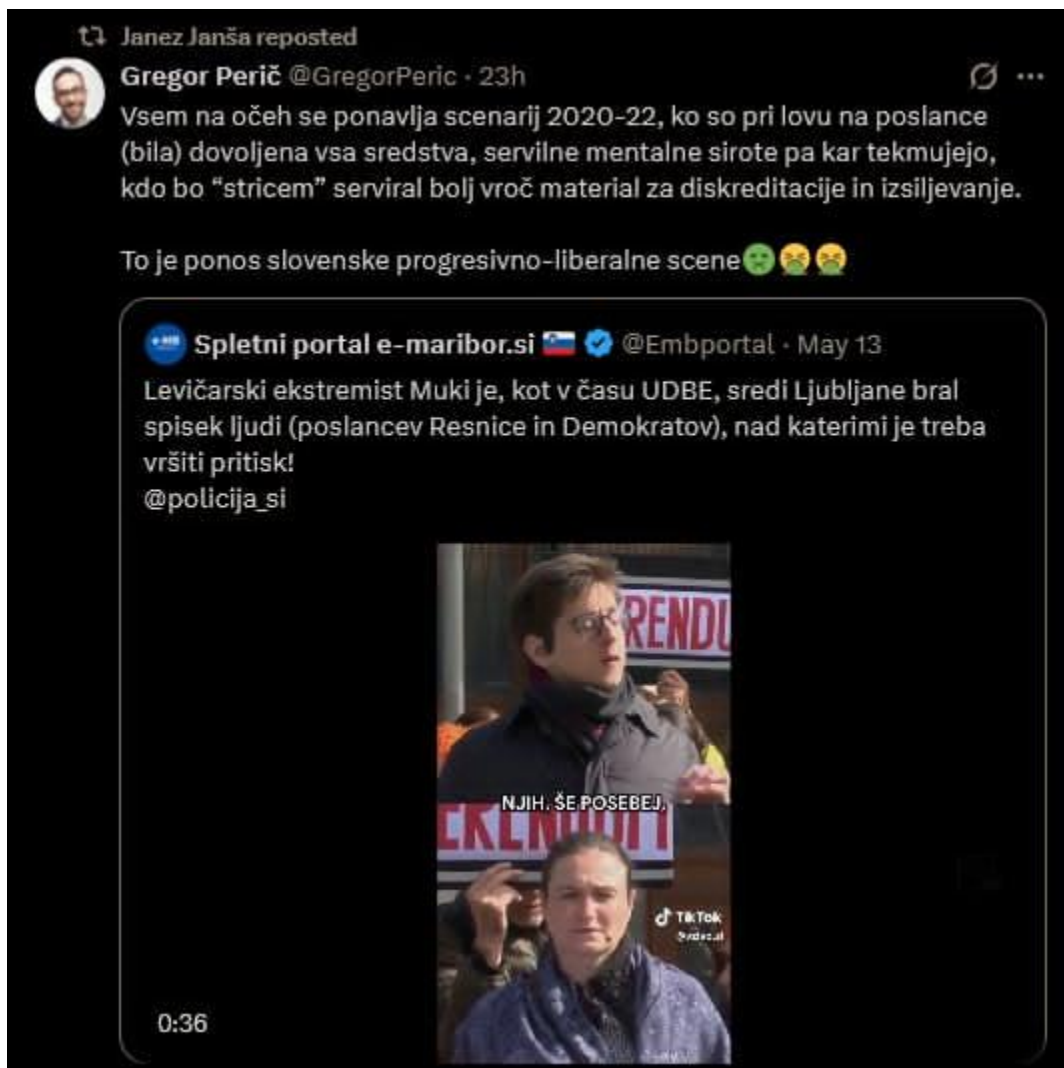 Janez Janša reposted
Gregor Perič @GregorPeric · 23h
Vsem na očeh se ponavlja scenarij 2020-22, ko so pri lovu na poslance
(bila) dovoljena vsa sredstva, servilne mentalne sirote pa kar tekmujejo,
kdo bo “stricem” serviral bolj vroč material za diskreditacije in izsiljevanje.
To je ponos slovenske progresivno-liberalne scene🤢🤮🤮
Spletni portal e-maribor.si 🇸🇮 @Embportal · May 13
Levičarski ekstremist Muki je, kot v času UDBE, sredi Ljubljane bral
spisek ljudi (poslancev Resnice in Demokratov), nad katerimi je treba
vršiti pritisk!
@policija_si
RENDU
NJIH. ŠE POSEBEJ,
TikTok
0:36